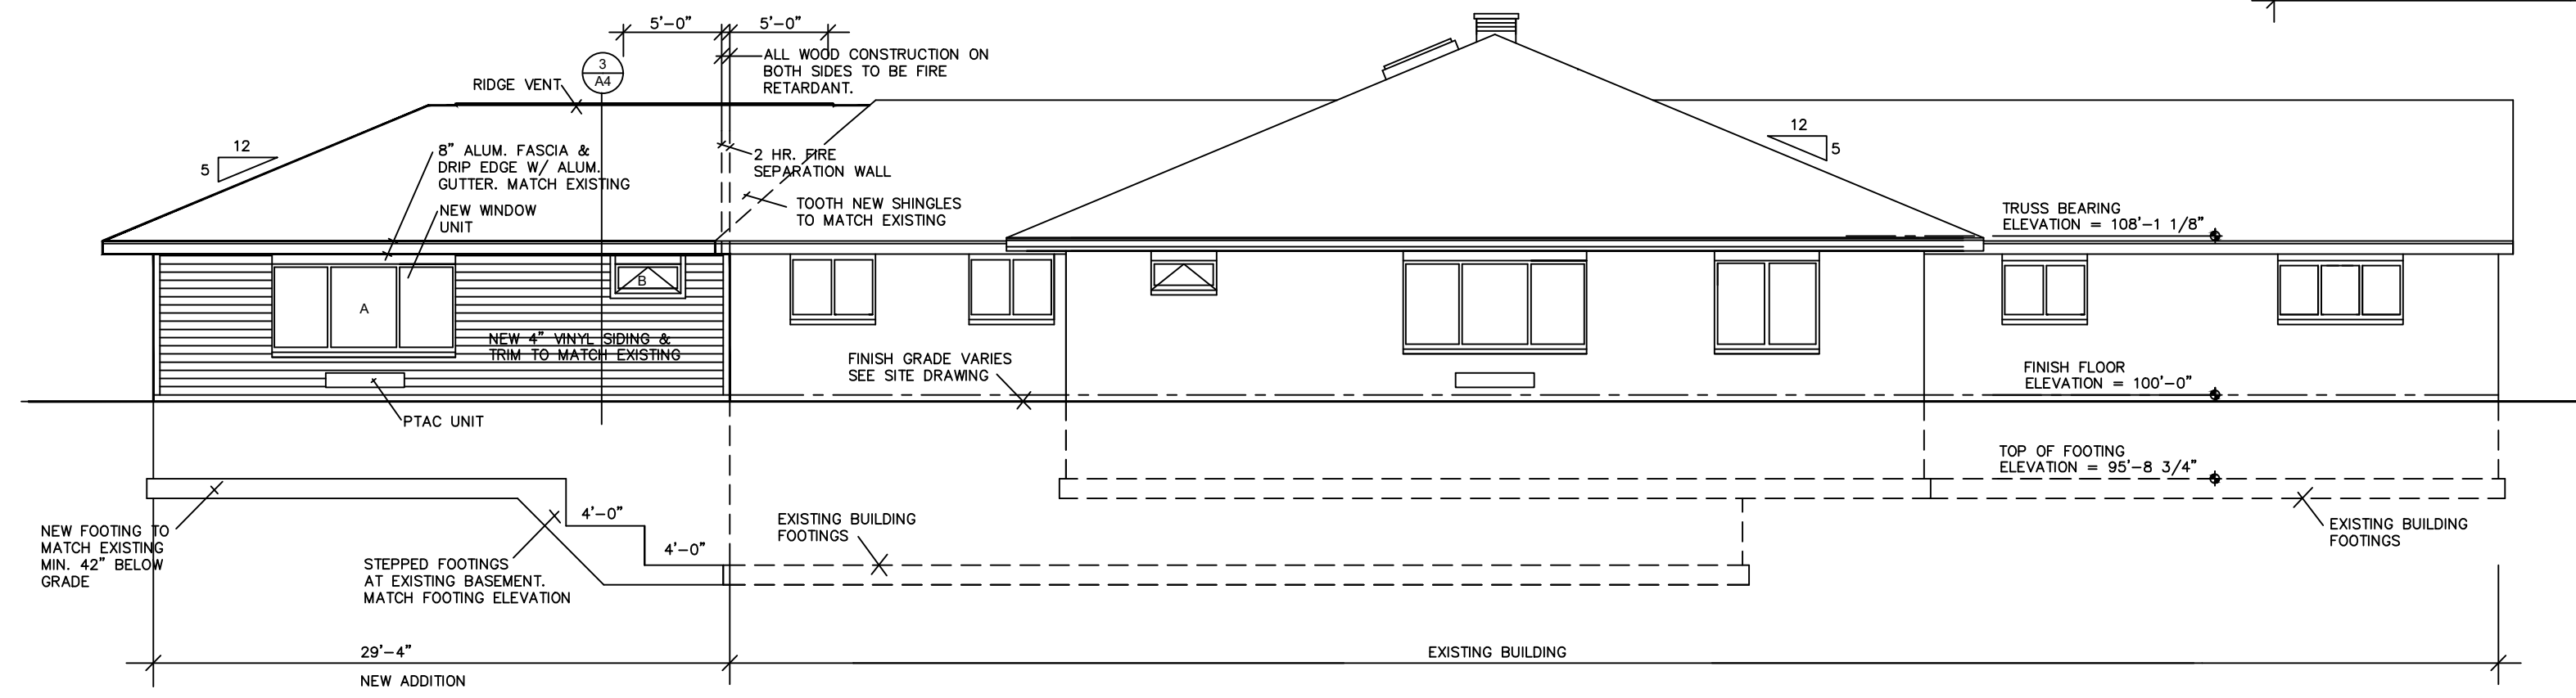 5'-0"
5'-0"
3
A4
ALL WOOD CONSTRUCTION ON
BOTH SIDES TO BE FIRE
RETARDANT.
RIDGE VENT
12
5
8" ALUM. FASCIA &
DRIP EDGE W/ ALUM.
GUTTER. MATCH EXISTING
2 HR. FIRE
SEPARATION WALL
12
5
NEW WINDOW
UNIT
TOOTH NEW SHINGLES
TO MATCH EXISTING
TRUSS BEARING
ELEVATION = 108'-1 1/8"
A
B
NEW 4" VINYL SIDING &
TRIM TO MATCH EXISTING
FINISH GRADE VARIES
SEE SITE DRAWING
FINISH FLOOR
ELEVATION = 100'-0"
PTAC UNIT
TOP OF FOOTING
ELEVATION = 95'-8 3/4"
NEW FOOTING TO
MATCH EXISTING
MIN. 42" BELOW
GRADE
4'-0"
4'-0"
STEPPED FOOTINGS
AT EXISTING BASEMENT.
MATCH FOOTING ELEVATION
EXISTING BUILDING
FOOTINGS
EXISTING BUILDING
FOOTINGS
29'-4"
NEW ADDITION
EXISTING BUILDING